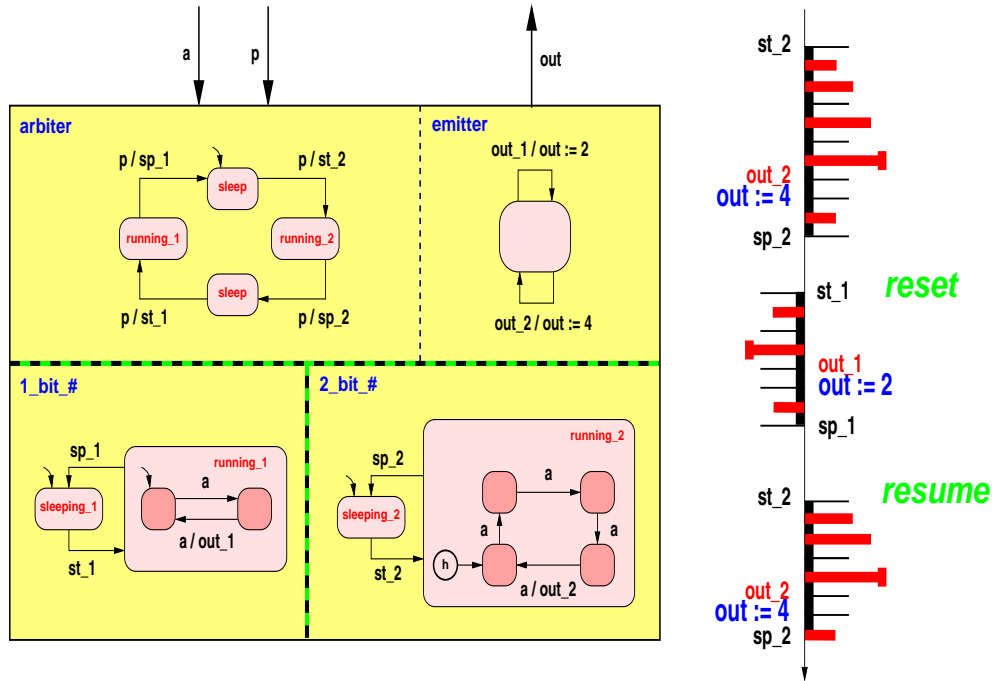 a
p
out
arbiter
p / sp_1
p / st_2
sleep
running_1
running_2
sleep
p / st_1
p / sp_2
emitter
out_1 / out := 2
out_2 / out := 4
1_bit_#
sp_1
running_1
a
sleeping_1
a / out_1
st_1
2_bit_#
running_2
sp_2
a
sleeping_2
a
a
h
st_2
a / out_2
st_2
out_2
out := 4
sp_2
st_1
reset
out_1
out := 2
sp_1
st_2
resume
out_2
out := 4
sp_2